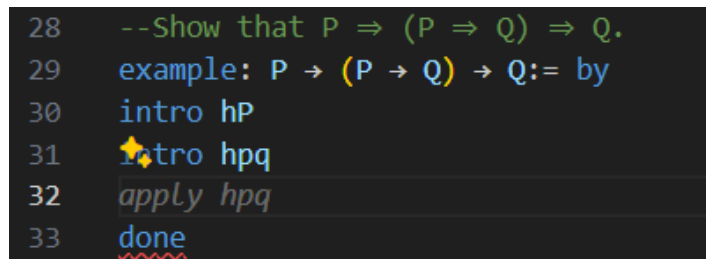 28 --Show that P ⇒ (P ⇒ Q) ⇒ Q.
29 example: P → (P → Q) → Q:= by
30 intro hP
31 intro hpq
32 apply hpq
33 done